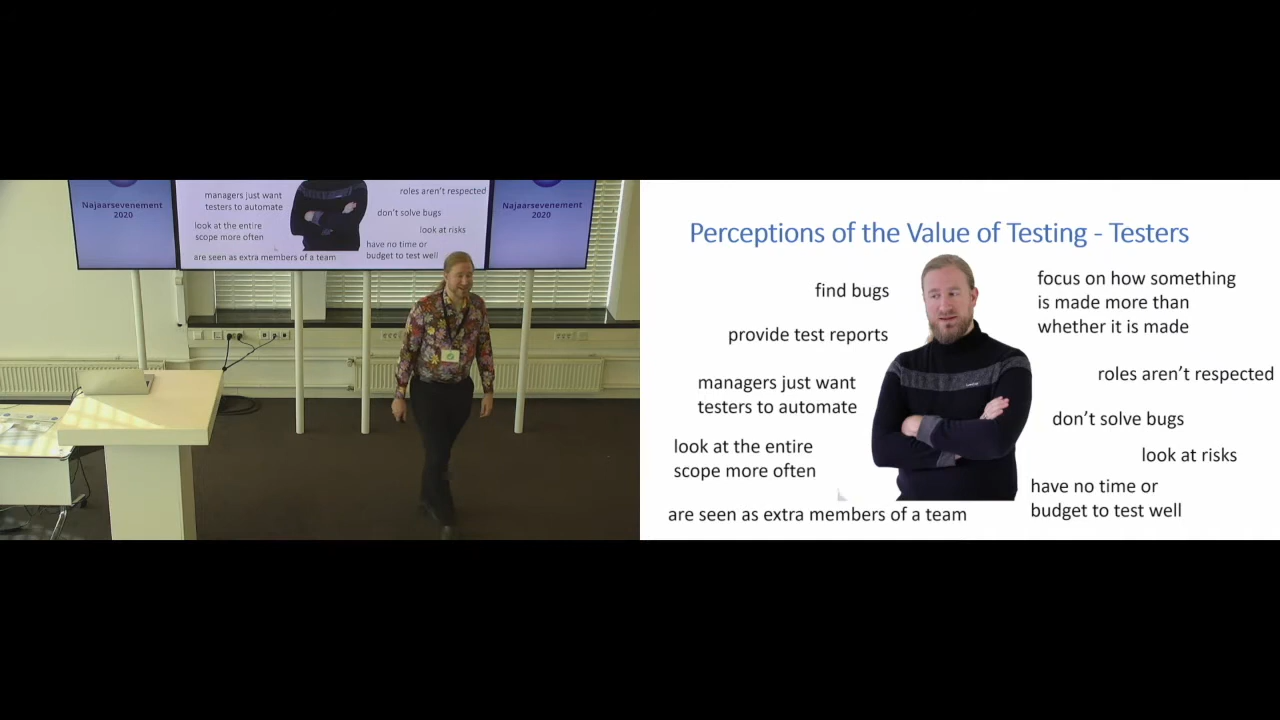 Najaarsevenement
2020
managers just want
testers to automate
look at the entire
scope more often
are seen as extra members of a team
roles aren't respected
don't solve bugs
look at risks
have no time or
budget to test well
Najaarsevenement
2020
Perceptions of the Value of Testing - Testers
find bugs
provide test reports
managers just want
testers to automate
look at the entire
scope more often
are seen as extra members of a team
focus on how something
is made more than
whether it is made
roles aren't respected
don't solve bugs
look at risks
have no time or
budget to test well